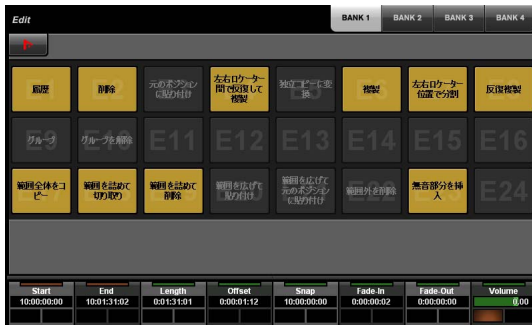 Edit
BANK 1
BANK 2
BANK 3
BANK 4
履歴
削除
元のポジション
に貼り付け
左右ロケーター
間で反復して
複製
独立コピーに変
換
複製
左右ロケーター
位置で分割
反復複製
グループ
グループを解除
E9
E10
E11
E12
E13
E14
E15
E16
範囲全体をコ
ピー
範囲を詰めて
切り取り
範囲を詰めて
削除
範囲を広げて
貼り付け
範囲を広げて
元のポジション
に貼り付け
範囲外を削除
無音部分を挿
入
E24
Start
End
Length
Offset
Snap
Fade-In
Fade-Out
Volume
10:00:00:00
10:01:31:02
0:01:31:01
0:00:01:12
10:00:00:00
0:00:00:02
0:00:00:00
0.00